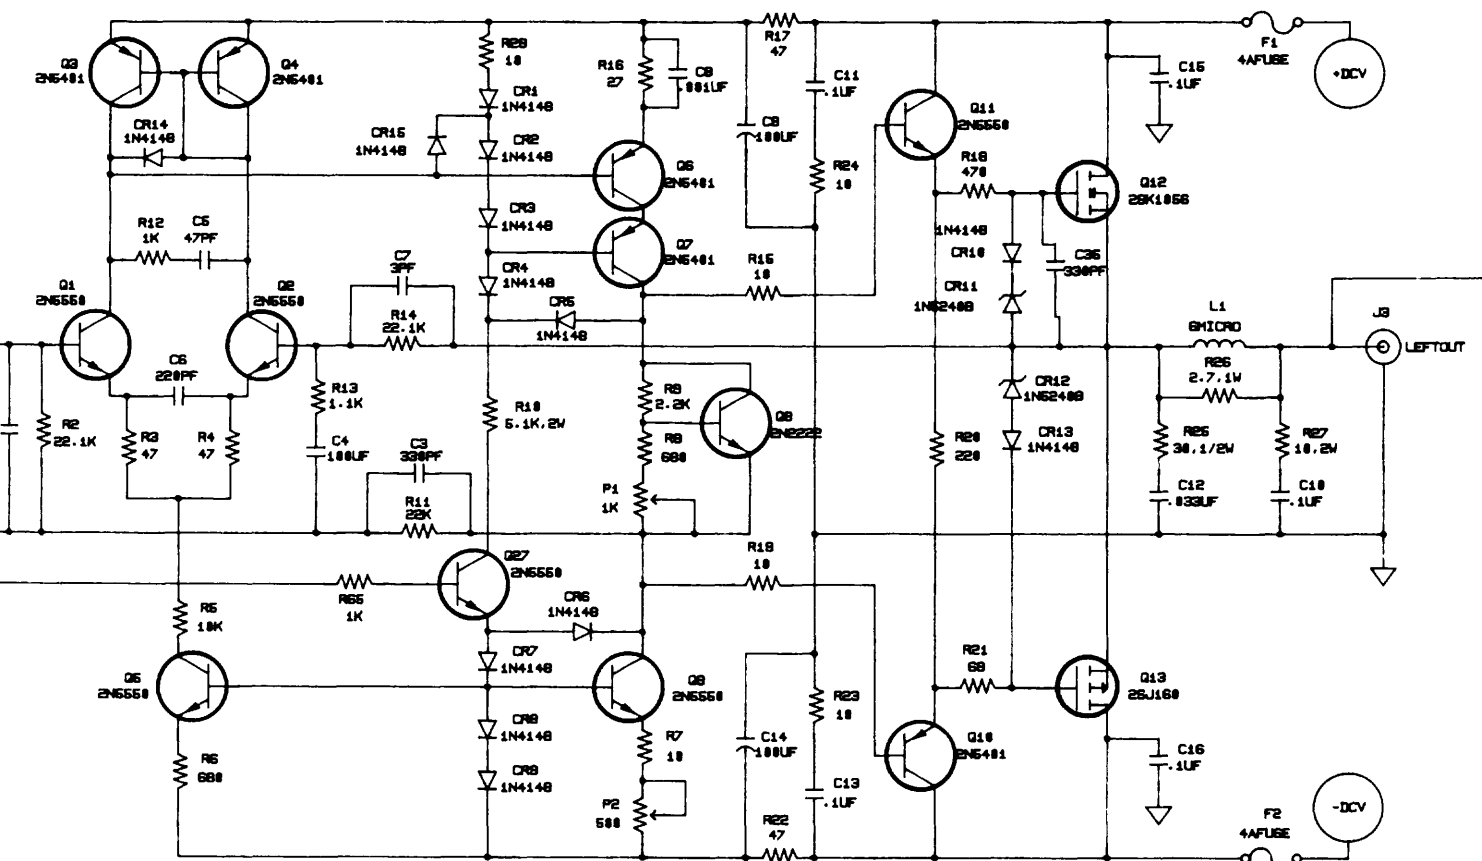 Q3
2N5401
Q4
2N5401
CR14
1N4148
R12
1K
C5
47PF
Q1
2N5550
Q2
2N5550
C6
220PF
R2
22.1K
R3
47
R4
47
R5
10K
Q5
2N5550
R6
680
C7
3PF
R14
22.1K
R13
1.1K
C4
100UF
C3
330PF
R11
22K
R65
1K
R28
10
CR1
1N4148
CR15
1N4148
CR2
1N4148
CR3
1N4148
CR4
1N4148
CR5
1N4148
R10
5.1K,2W
Q27
2N5550
CR6
1N4148
CR7
1N4148
CR8
1N4148
CR9
1N4148
R16
27
C8
.001UF
Q6
2N5401
Q7
2N5401
R9
2.2K
R8
680
P1
1K
Q8
2N2222
Q9
2N5550
R7
10
P2
500
R17
47
C9
100UF
C11
.1UF
R24
10
R15
10
R19
10
C14
100UF
R23
10
C13
.1UF
R22
47
Q11
2N5550
R18
470
1N4148
CR10
CR11
1N5240B
C36
330PF
CR12
1N5240B
CR13
1N4148
R20
220
R21
68
Q10
2N5401
Q12
2SK1056
Q13
2SJ160
C15
.1UF
C16
.1UF
F1
4AFUSE
+DCV
L1
6MICRO
R26
2.7,1W
R25
30,1/2W
C12
.033UF
R27
10,2W
C10
.1UF
J3
LEFTOUT
F2
4AFUSE
-DCV